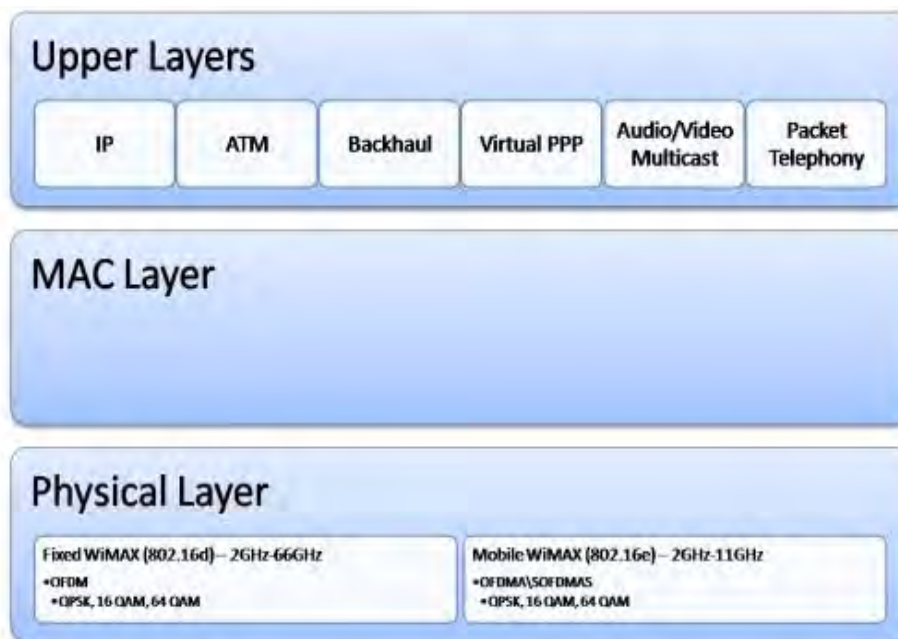 Upper Layers
IP
ATM
Backhaul
Virtual PPP
Audio/Video
Multicast
Packet
Telephony
MAC Layer
Physical Layer
Fixed WiMAX (802.16d) – 2GHz-66GHz
•OFDM
•QPSK, 16 QAM, 64 QAM
Mobile WiMAX (802.16e) – 2GHz-11GHz
•OFDMA\SOFDMAS
•QPSK, 16 QAM, 64 QAM